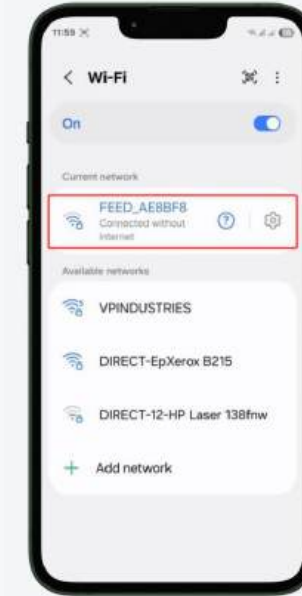 11:59
Wi-Fi
On
Current network
FEED_AE8BF8
Connected without
internet
Available networks
VPINDUSTRIES
DIRECT-EpXerox B215
DIRECT-12-HP Laser 138fnw
+ Add network